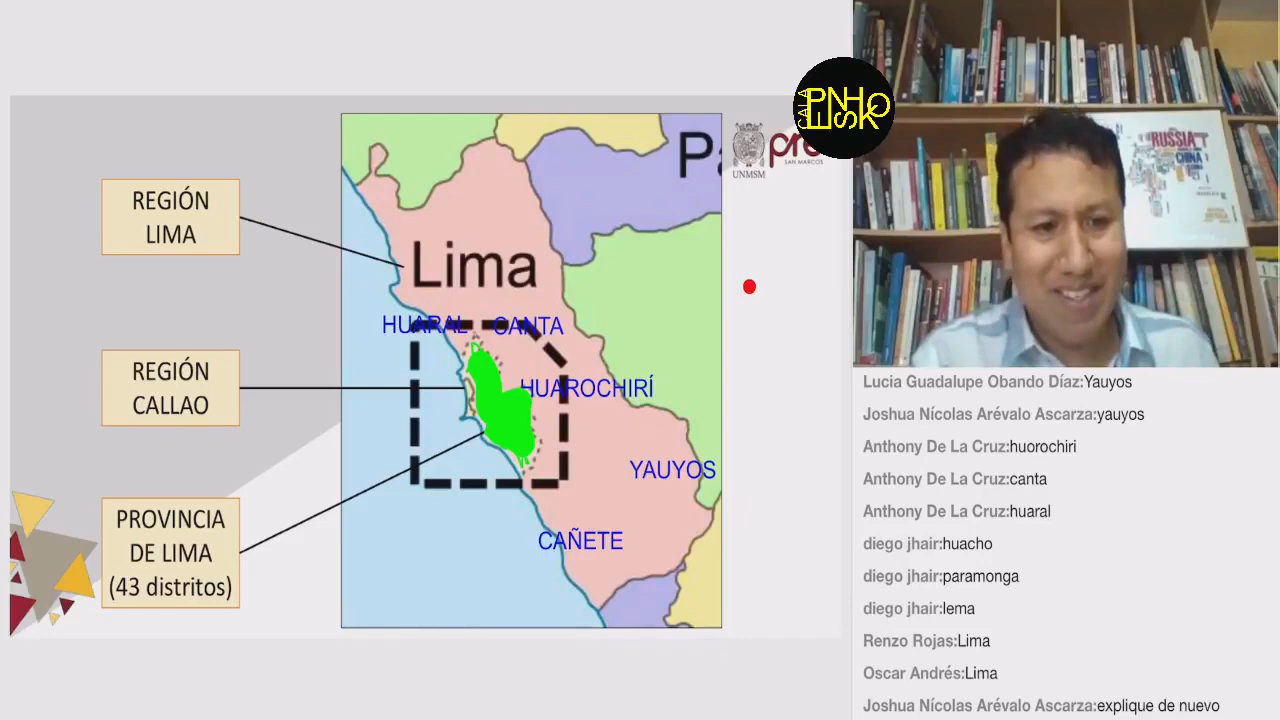 REGIÓN
LIMA
REGIÓN
CALLAO
PROVINCIA
DE LIMA
(43 distritos)
Lima
HUARAL
CANTA
HUAROCHIRÍ
YAUYOS
CAÑETE
UNMSM
SAN MARCOS
RUSSIA
CHINA
Lucia Guadalupe Obando Díaz:Yauyos
Joshua Nícolas Arévalo Ascarza:yauyos
Anthony De La Cruz:huorochiri
Anthony De La Cruz:canta
Anthony De La Cruz:huaral
diego jhair:huacho
diego jhair:paramonga
diego jhair:lema
Renzo Rojas:Lima
Oscar Andrés:Lima
Joshua Nícolas Arévalo Ascarza:explique de nuevo